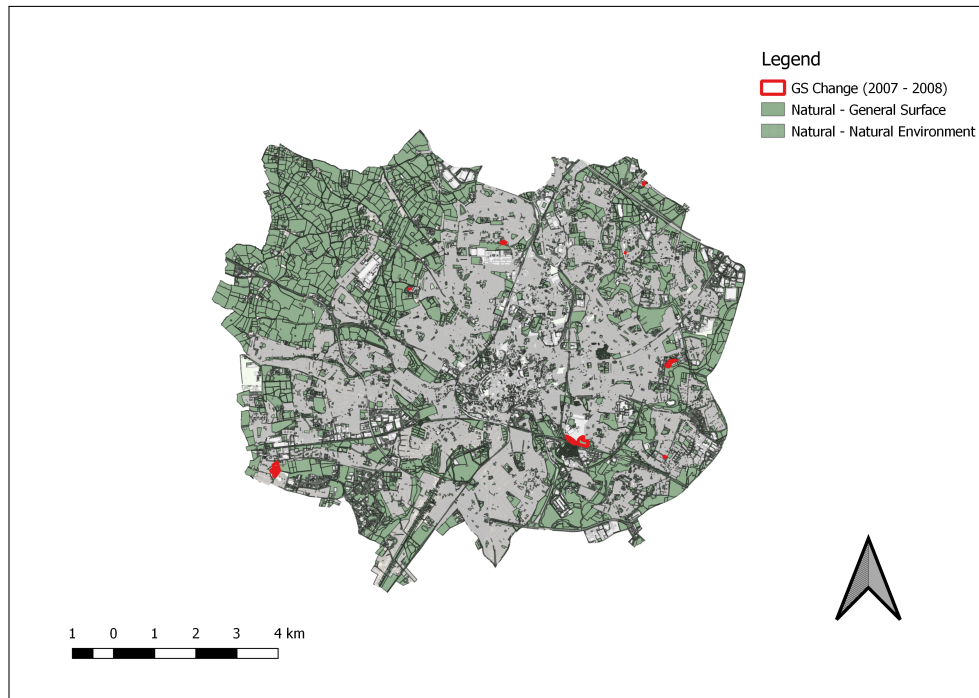 Legend
GS Change (2007 - 2008)
Natural - General Surface
Natural - Natural Environment
1 0 1 2 3 4 km